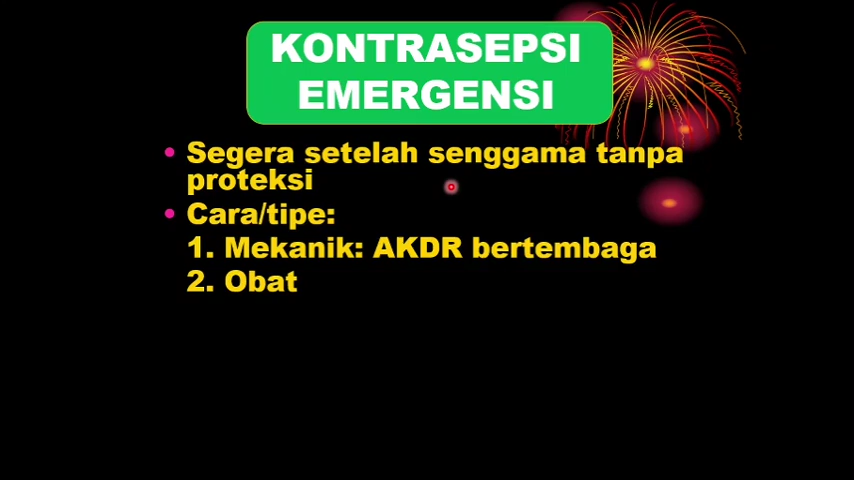 KONTRASEPSI
EMERGENSI
• Segera setelah senggama tanpa
proteksi
• Cara/tipe:
1. Mekanik: AKDR bertembaga
2. Obat